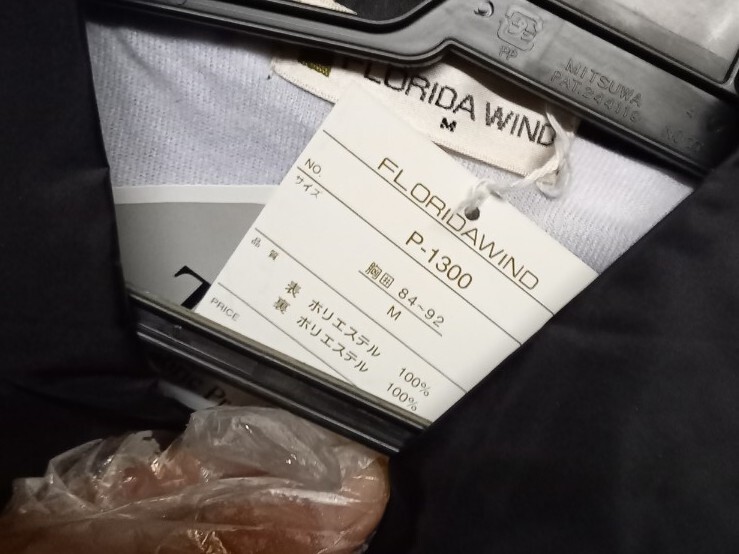 PP
MITSUWA
FLORIDA WIND
M
FLORIDAWIND
NO.
P-1300
サイズ
胸囲 84~92
M
品質
表 ポリエステル 100%
裏 ポリエステル 100%
PRICE